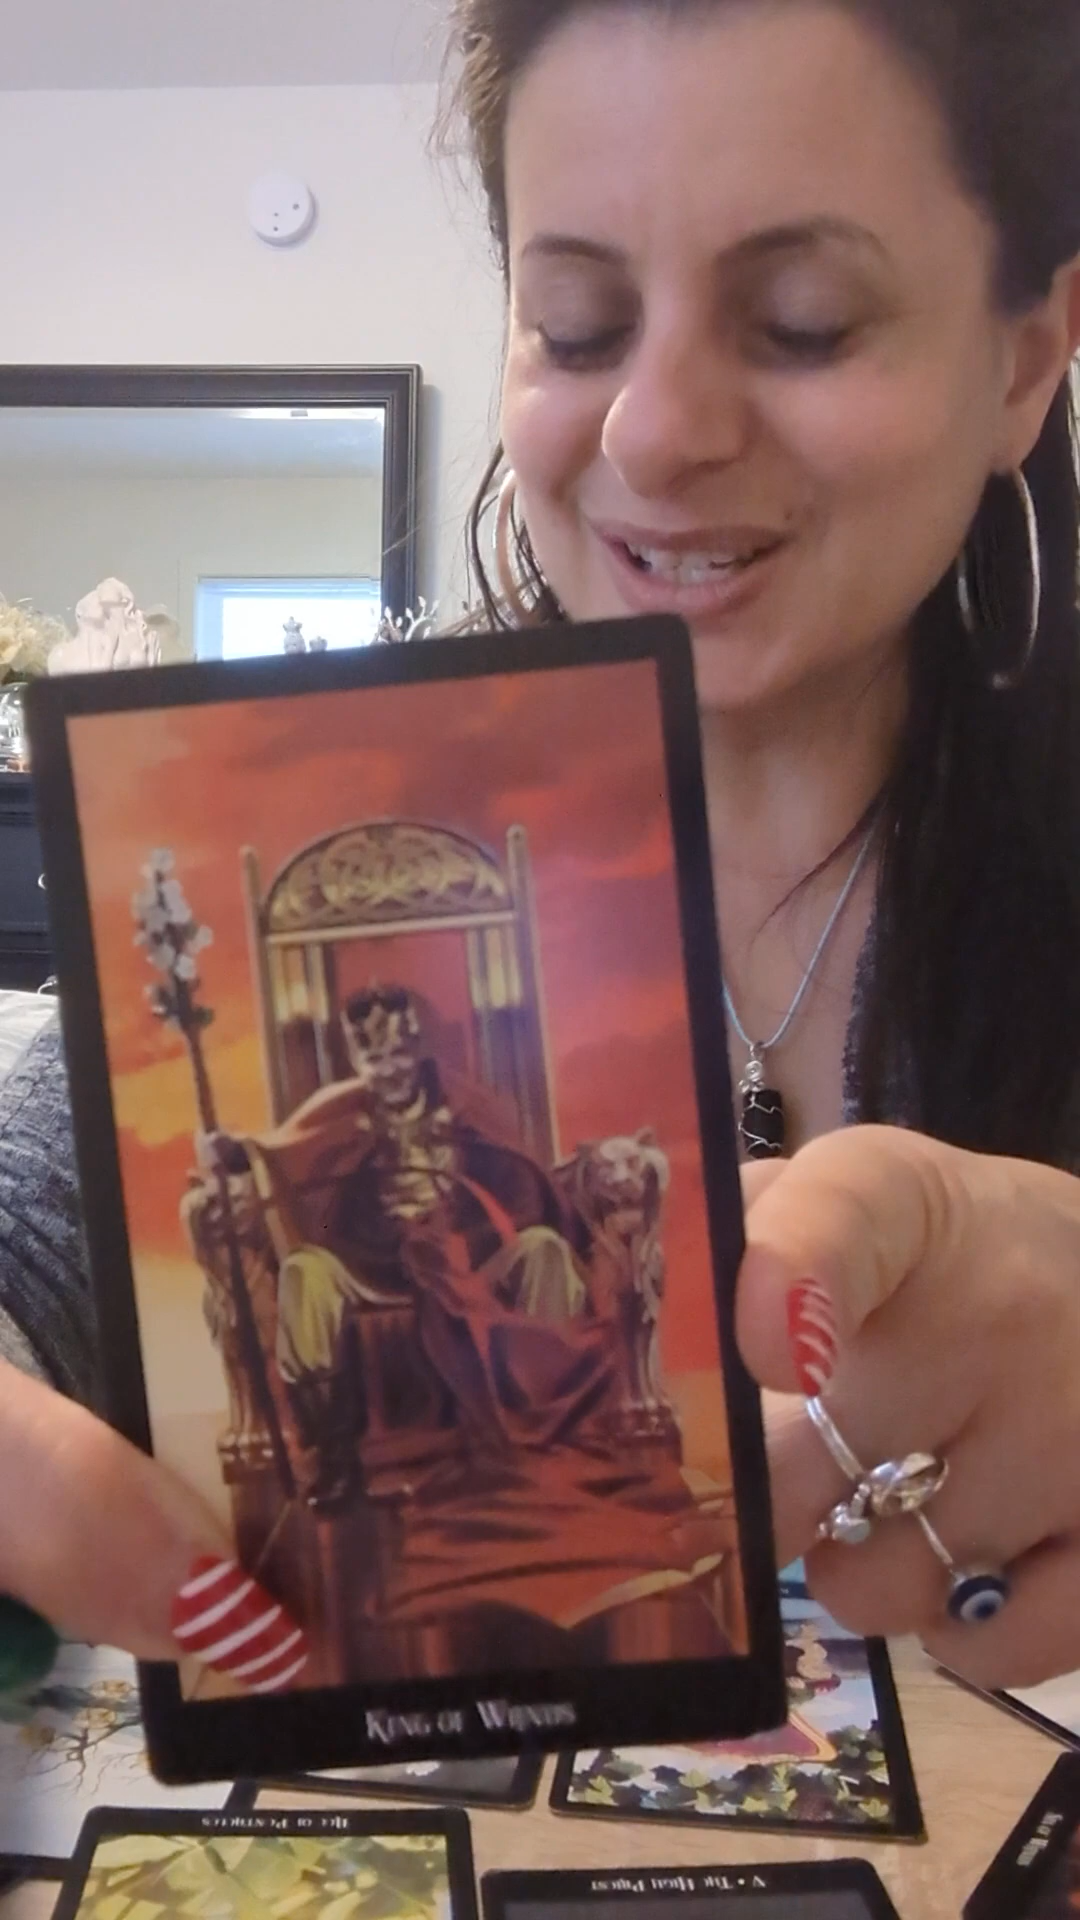 King of Wands
Ace of Pentacles
V • The High Priest